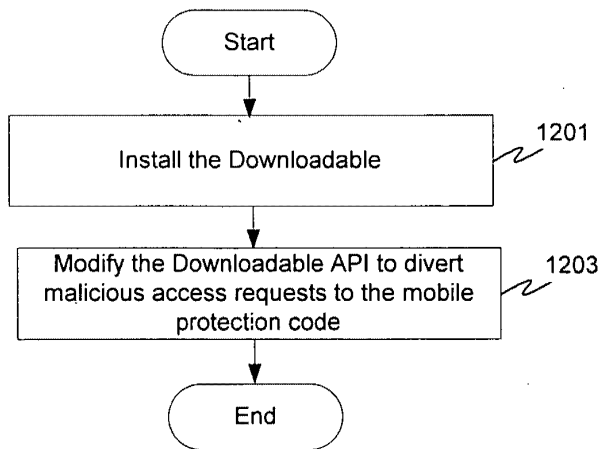 Start
Install the Downloadable
1201
Modify the Downloadable API to divert
malicious access requests to the mobile
protection code
1203
End